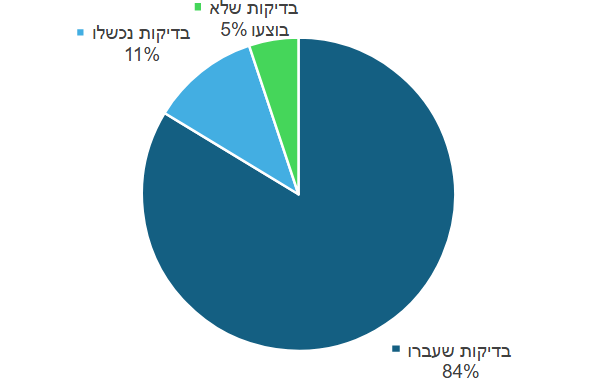 בדיקות שלא
בוצעו 5%
בדיקות נכשלו
11%
בדיקות שעברו
84%